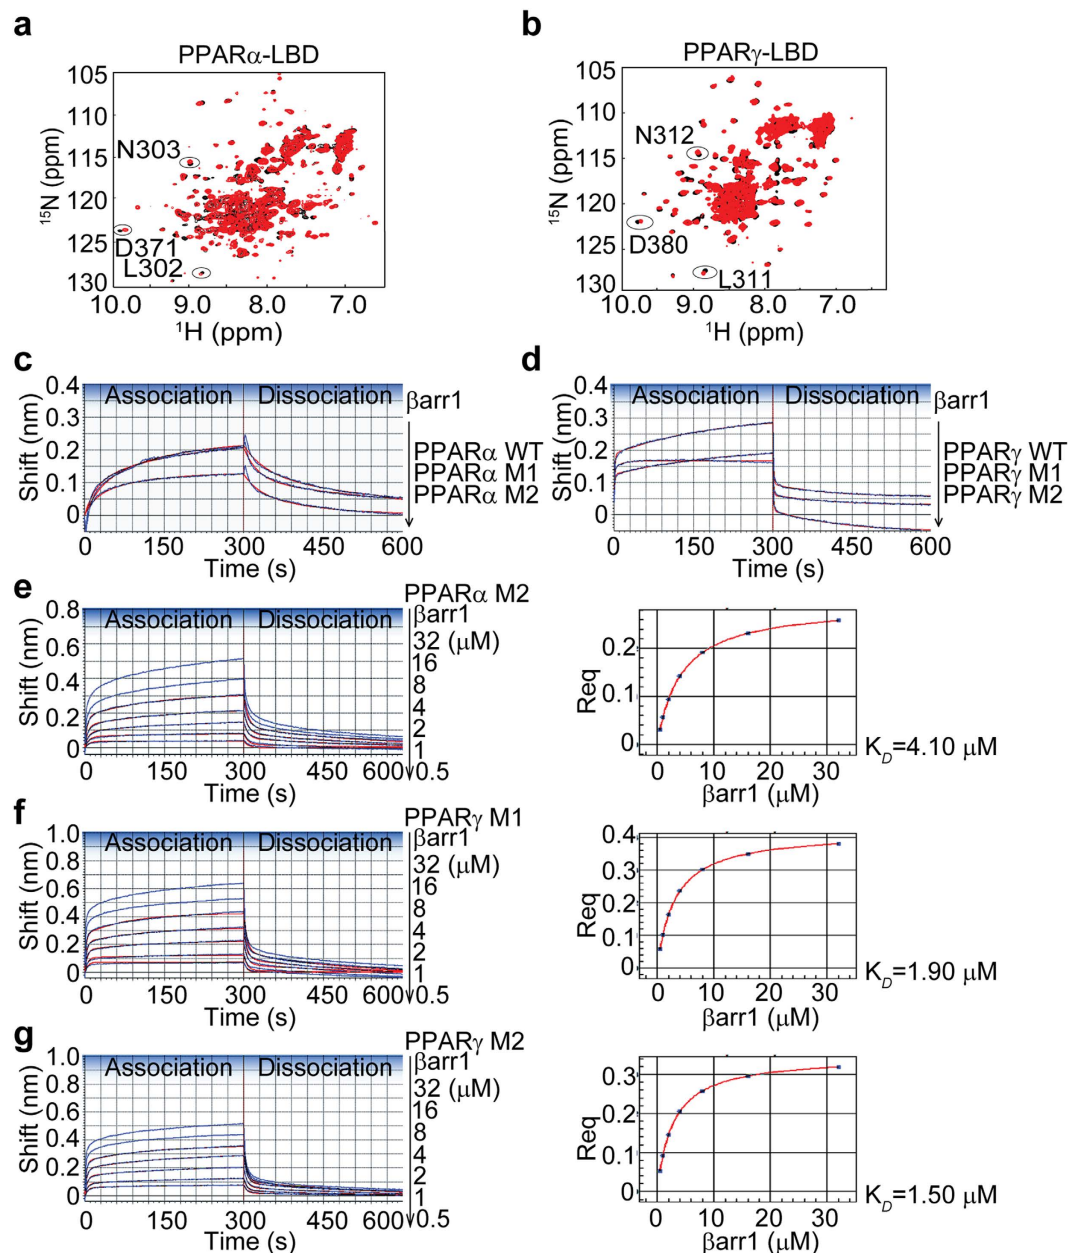 a
PPARα-LBD
105
110
115
120
125
130
¹⁵N (ppm)
N303
D371
L302
10.0 9.0 8.0 7.0
¹H (ppm)
b
PPARγ-LBD
105
110
115
120
125
130
¹⁵N (ppm)
N312
D380
L311
10.0 9.0 8.0 7.0
¹H (ppm)
c
Association Dissociation
0.4
0.3
0.2
0.1
0
Shift (nm)
βarr1
PPARα WT
PPARα M1
PPARα M2
0 150 300 450 600
Time (s)
d
Association Dissociation
0.4
0.3
0.2
0.1
0
Shift (nm)
βarr1
PPARγ WT
PPARγ M1
PPARγ M2
0 150 300 450 600
Time (s)
e
PPARα M2
Association Dissociation
βarr1
32 (μM)
16
8
4
2
1
0.5
0.8
0.6
0.4
0.2
0
Shift (nm)
0 150 300 450 600
Time (s)
0.2
0.1
0
Req
0 10 20 30
βarr1 (μM)
K_D=4.10 μM
f
PPARγ M1
Association Dissociation
βarr1
32 (μM)
16
8
4
2
1
0.5
1.0
0.8
0.6
0.4
0.2
0
Shift (nm)
0 150 300 450 600
Time (s)
0.4
0.3
0.2
0.1
0
Req
0 10 20 30
βarr1 (μM)
K_D=1.90 μM
g
PPARγ M2
Association Dissociation
βarr1
32 (μM)
16
8
4
2
1
0.5
1.0
0.8
0.6
0.4
0.2
0
Shift (nm)
0 150 300 450 600
Time (s)
0.3
0.2
0.1
0
Req
0 10 20 30
βarr1 (μM)
K_D=1.50 μM